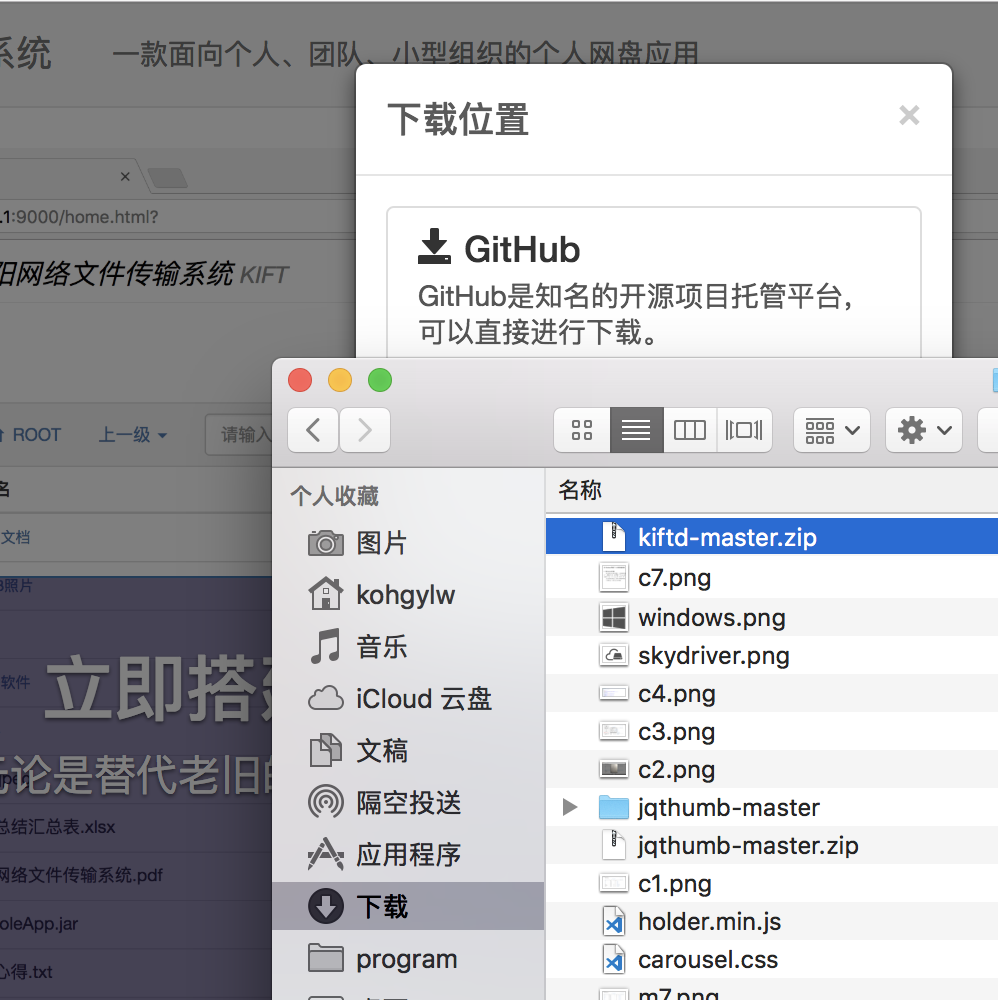 系统
一款面向个人、团队、小型组织的个人网盘应用
下载位置
×
.1:9000/home.html?
阳网络文件传输系统 KIFT
GitHub
GitHub是知名的开源项目托管平台,
可以直接进行下载。
ROOT
上一级
请输入
名
文档
照片
软件
立即搭
无论是替代老旧的
总结汇总表.xlsx
网络文件传输系统.pdf
oleApp.jar
心得.txt
个人收藏
图片
kohgylw
音乐
iCloud 云盘
文稿
隔空投送
应用程序
下载
program
名称
kiftd-master.zip
c7.png
windows.png
skydriver.png
c4.png
c3.png
c2.png
jqthumb-master
jqthumb-master.zip
c1.png
holder.min.js
carousel.css
m7.png